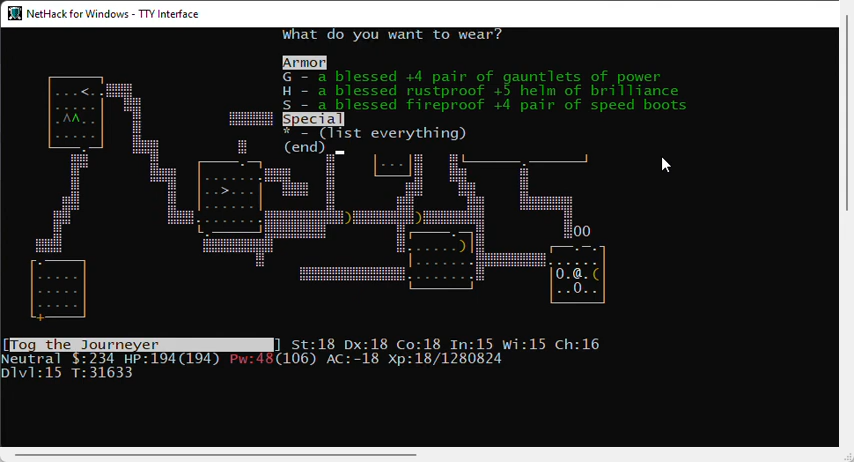 NetHack for Windows - TTY Interface
What do you want to wear?
Armor
G - a blessed +4 pair of gauntlets of power
H - a blessed rustproof +5 helm of brilliance
S - a blessed fireproof +4 pair of speed boots
Special
* - (list everything)
(end)
[Tog the Journeyer] St:18 Dx:18 Co:18 In:15 Wi:15 Ch:16
Neutral $:234 HP:194(194) Pw:48(106) AC:-18 Xp:18/1280824
Dlvl:15 T:31633